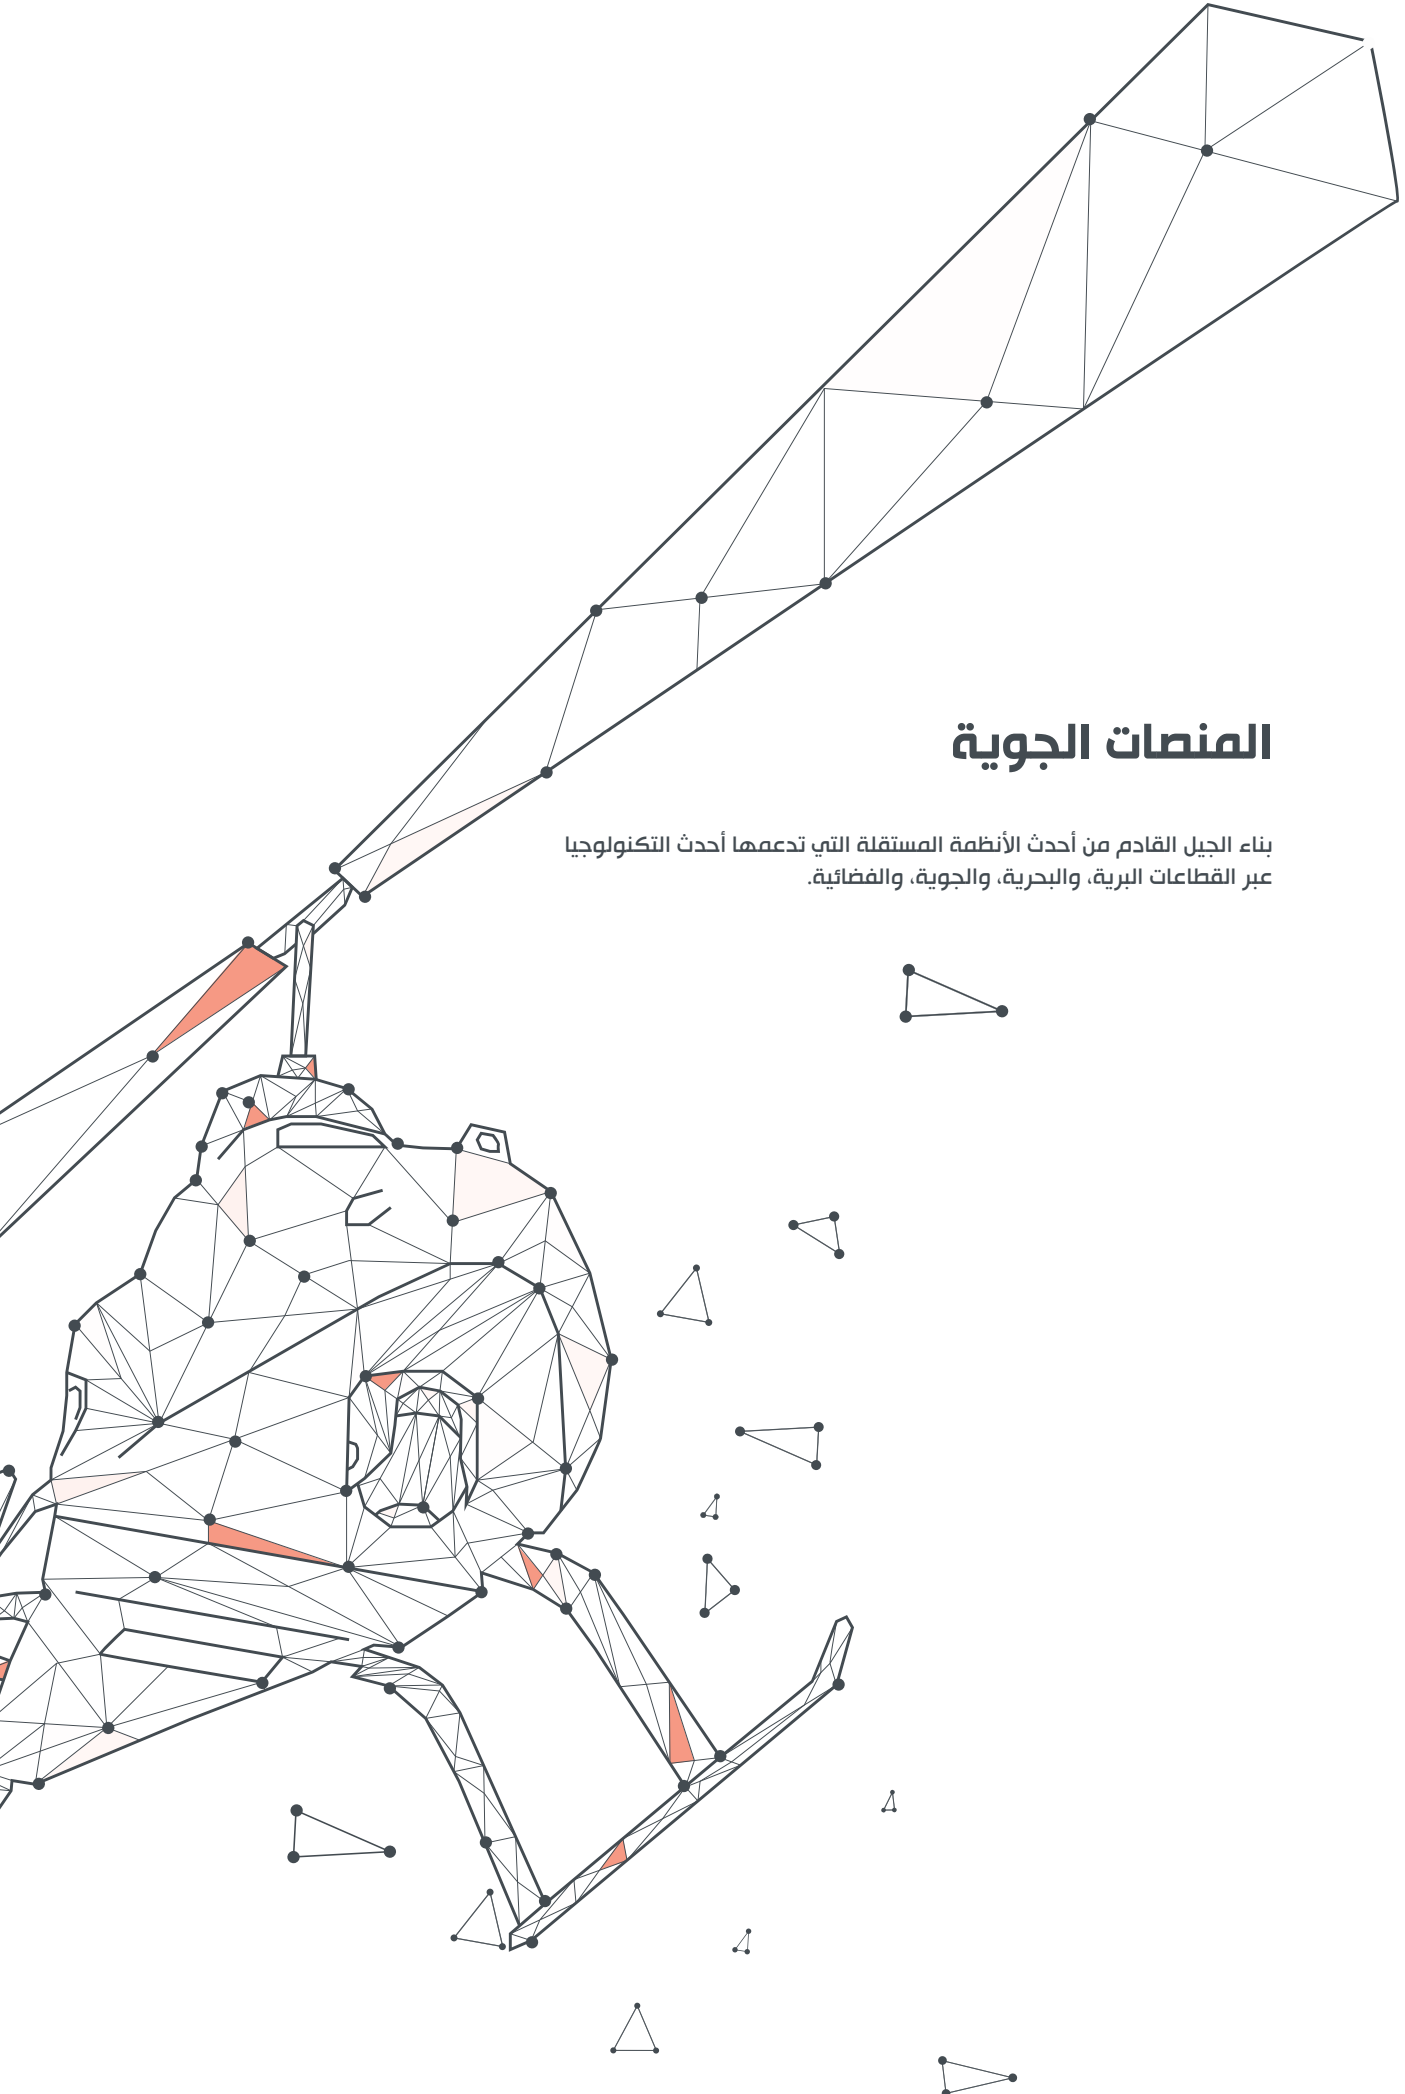 المنصات الجوية
بناء الجيل القادم من أحدث الأنظمة المستقلة التي تدعمها أحدث التكنولوجيا
عبر القطاعات البرية، والبحرية، والجوية، والفضائية.